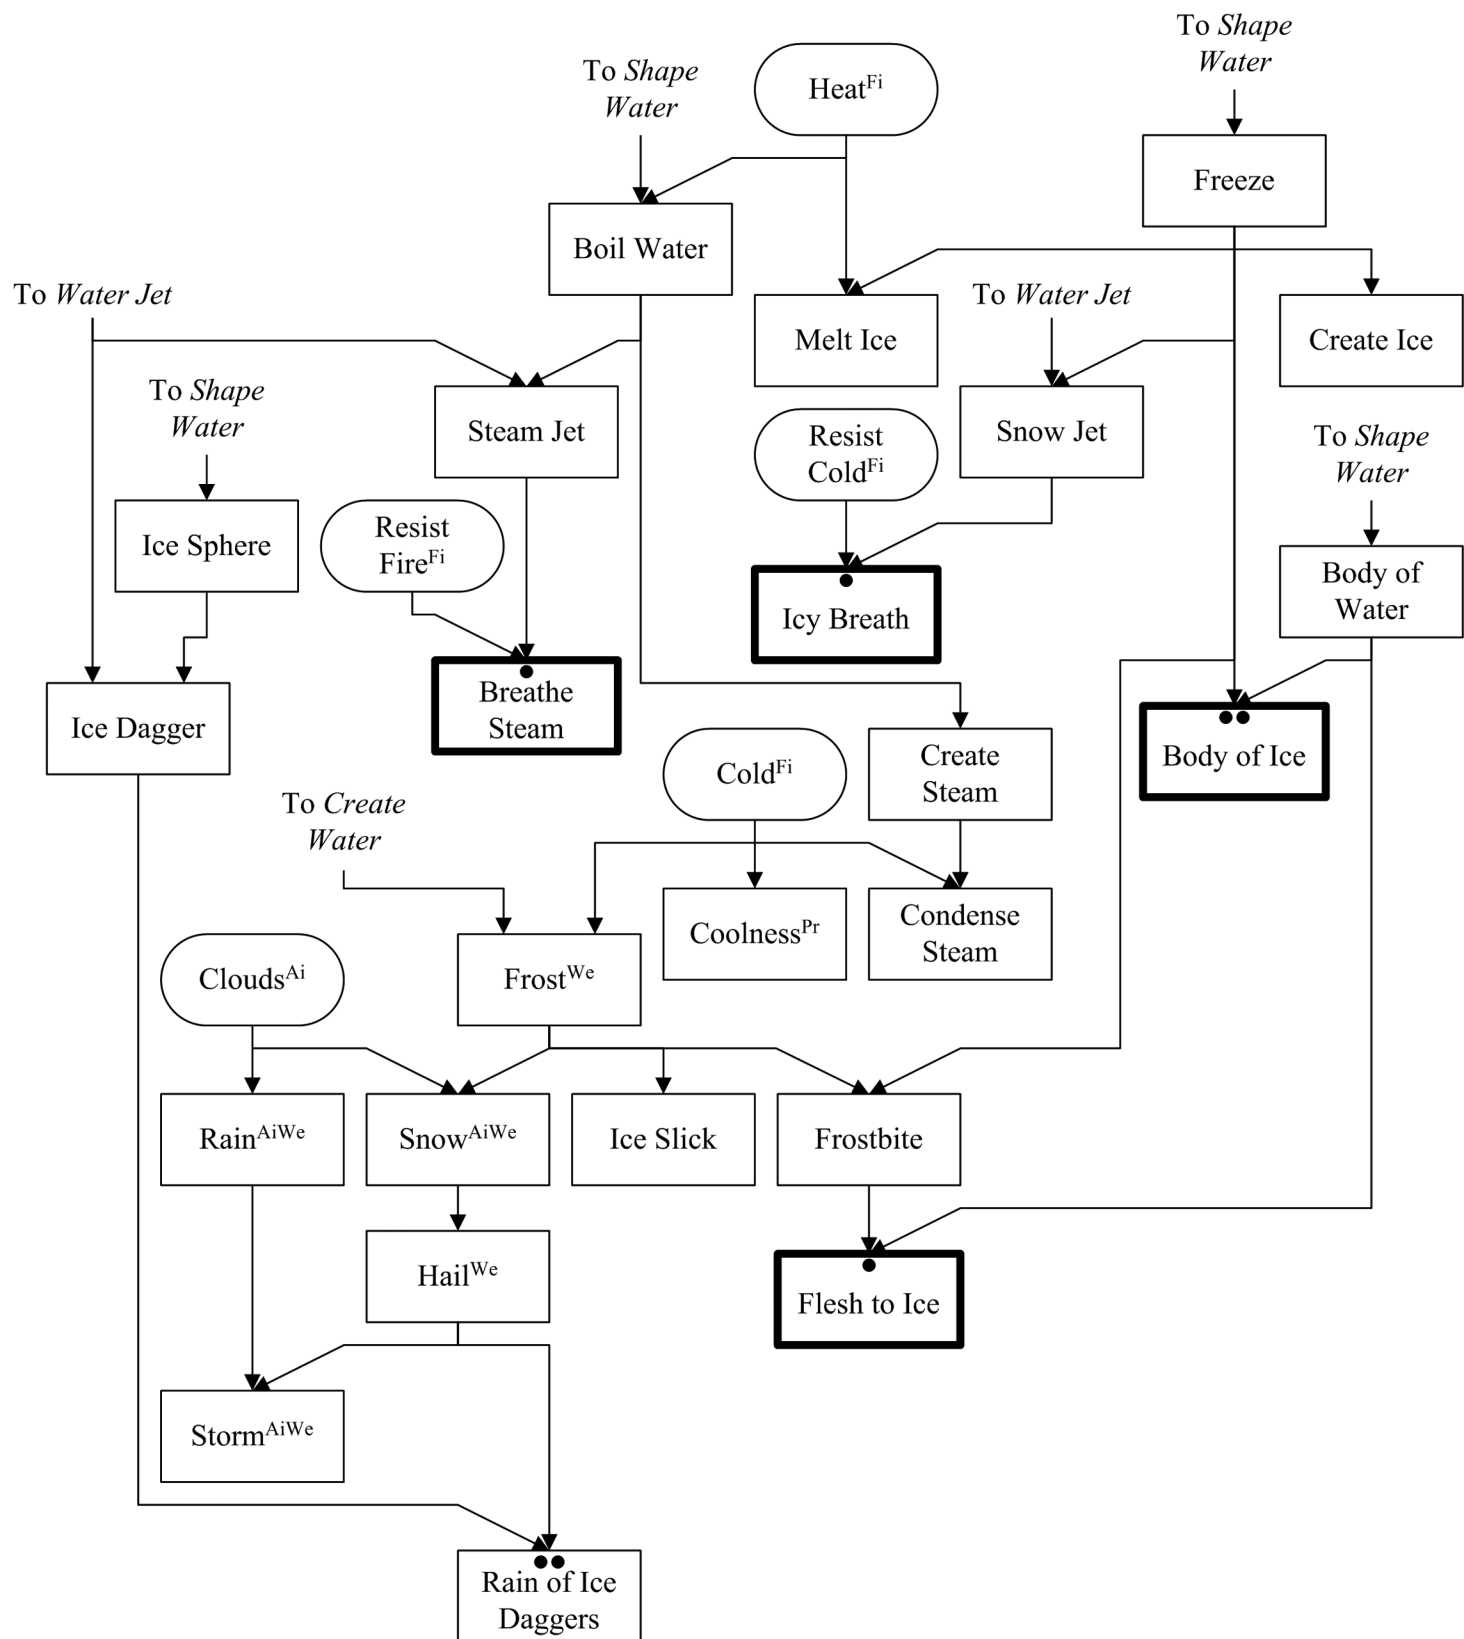 To Shape
Water
To Shape
Water
Heat^Fi
Freeze
Boil Water
To Water Jet
To Water Jet
Melt Ice
Create Ice
To Shape
Water
Steam Jet
Resist
Cold^Fi
Snow Jet
To Shape
Water
Ice Sphere
Resist
Fire^Fi
Body of
Water
Icy Breath
Breathe
Steam
Ice Dagger
Cold^Fi
Create
Steam
Body of Ice
To Create
Water
Coolness^Pr
Condense
Steam
Clouds^Ai
Frost^We
Rain^AiWe
Snow^AiWe
Ice Slick
Frostbite
Hail^We
Flesh to Ice
Storm^AiWe
Rain of Ice
Daggers